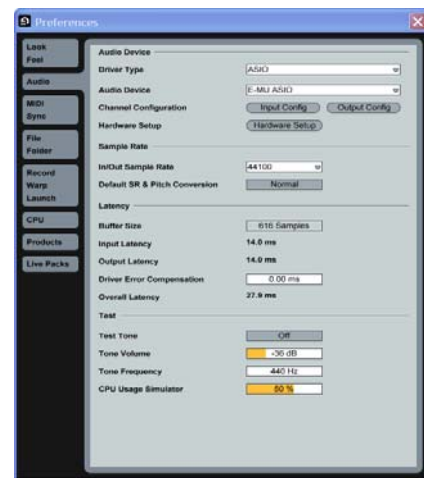 Preferences
Look
Feel
Audio
MIDI
Sync
File
Folder
Record
Warp
Launch
CPU
Products
Live Packs
Audio Device
Driver Type ASIO
Audio Device E-MU ASIO
Channel Configuration Input Config Output Config
Hardware Setup Hardware Setup
Sample Rate
In/Out Sample Rate 44100
Default SR & Pitch Conversion Normal
Latency
Buffer Size 616 Samples
Input Latency 14.0 ms
Output Latency 14.0 ms
Driver Error Compensation 0.00 ms
Overall Latency 27.9 ms
Test
Test Tone Off
Tone Volume -36 dB
Tone Frequency 440 Hz
CPU Usage Simulator 50 %